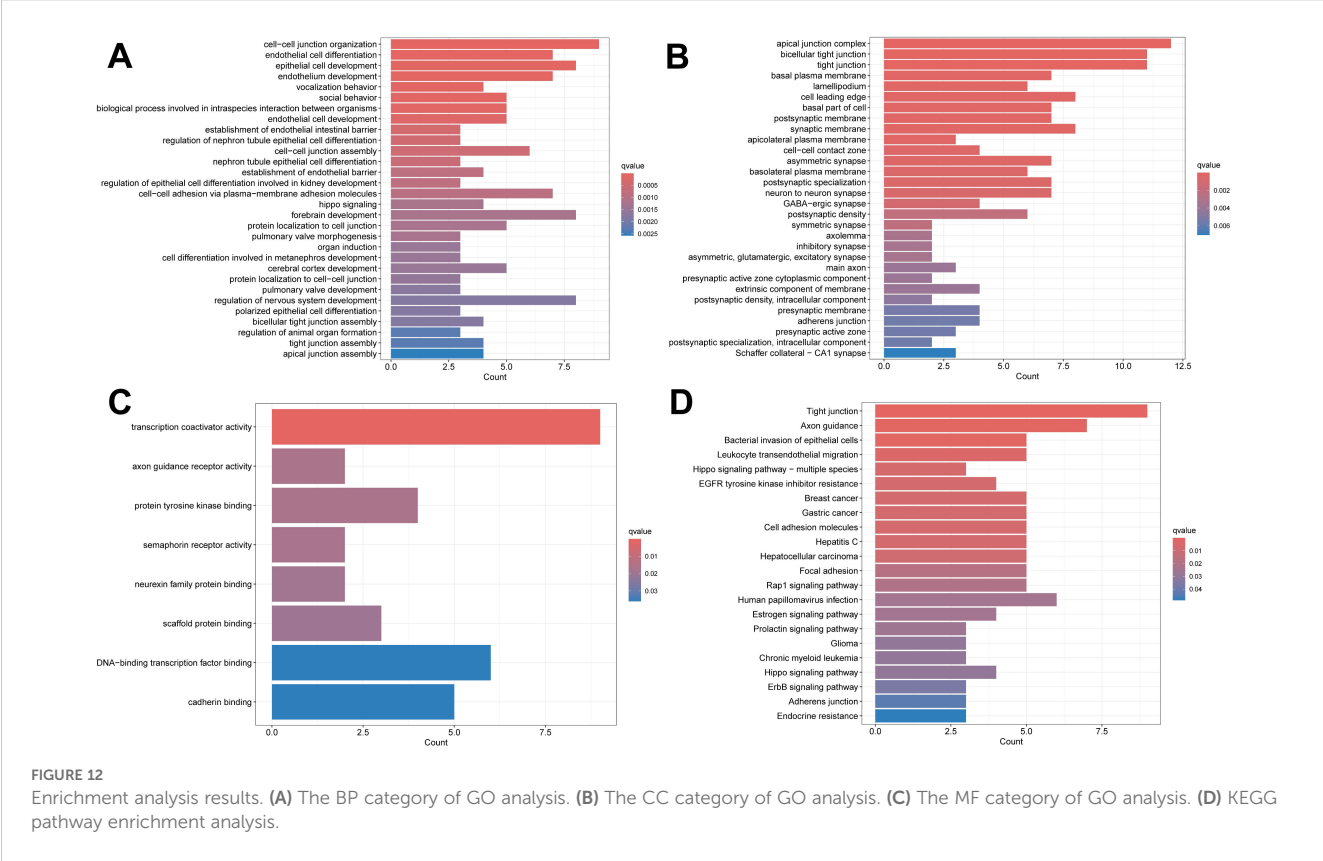 A
cell−cell junction organization
endothelial cell differentiation
epithelial cell development
endothelium development
vocalization behavior
social behavior
biological process involved in intraspecies interaction between organisms
endothelial cell development
establishment of endothelial intestinal barrier
regulation of nephron tubule epithelial cell differentiation
cell−cell junction assembly
nephron tubule epithelial cell differentiation
establishment of endothelial barrier
regulation of epithelial cell differentiation involved in kidney development
cell−cell adhesion via plasma−membrane adhesion molecules
hippo signaling
forebrain development
protein localization to cell junction
pulmonary valve morphogenesis
organ induction
cell differentiation involved in metanephros development
cerebral cortex development
protein localization to cell−cell junction
pulmonary valve development
regulation of nervous system development
polarized epithelial cell differentiation
bicellular tight junction assembly
regulation of animal organ formation
tight junction assembly
apical junction assembly
0.0 2.5 5.0 7.5
Count
qvalue
0.0005
0.0010
0.0015
0.0020
0.0025
B
apical junction complex
bicellular tight junction
tight junction
basal plasma membrane
lamellipodium
cell leading edge
basal part of cell
postsynaptic membrane
synaptic membrane
apicolateral plasma membrane
cell−cell contact zone
asymmetric synapse
basolateral plasma membrane
postsynaptic specialization
neuron to neuron synapse
GABA−ergic synapse
postsynaptic density
symmetric synapse
axolemma
inhibitory synapse
asymmetric, glutamatergic, excitatory synapse
main axon
presynaptic active zone cytoplasmic component
extrinsic component of membrane
postsynaptic density, intracellular component
presynaptic membrane
adherens junction
presynaptic active zone
postsynaptic specialization, intracellular component
Schaffer collateral − CA1 synapse
0.0 2.5 5.0 7.5 10.0 12.5
Count
qvalue
0.002
0.004
0.006
C
transcription coactivator activity
axon guidance receptor activity
protein tyrosine kinase binding
semaphorin receptor activity
neurexin family protein binding
scaffold protein binding
DNA−binding transcription factor binding
cadherin binding
0.0 2.5 5.0 7.5
Count
qvalue
0.01
0.02
0.03
D
Tight junction
Axon guidance
Bacterial invasion of epithelial cells
Leukocyte transendothelial migration
Hippo signaling pathway − multiple species
EGFR tyrosine kinase inhibitor resistance
Breast cancer
Gastric cancer
Cell adhesion molecules
Hepatitis C
Hepatocellular carcinoma
Focal adhesion
Rap1 signaling pathway
Human papillomavirus infection
Estrogen signaling pathway
Prolactin signaling pathway
Glioma
Chronic myeloid leukemia
Hippo signaling pathway
ErbB signaling pathway
Adherens junction
Endocrine resistance
0.0 2.5 5.0 7.5
Count
qvalue
0.01
0.02
0.03
0.04
FIGURE 12
Enrichment analysis results. (A) The BP category of GO analysis. (B) The CC category of GO analysis. (C) The MF category of GO analysis. (D) KEGG
pathway enrichment analysis.